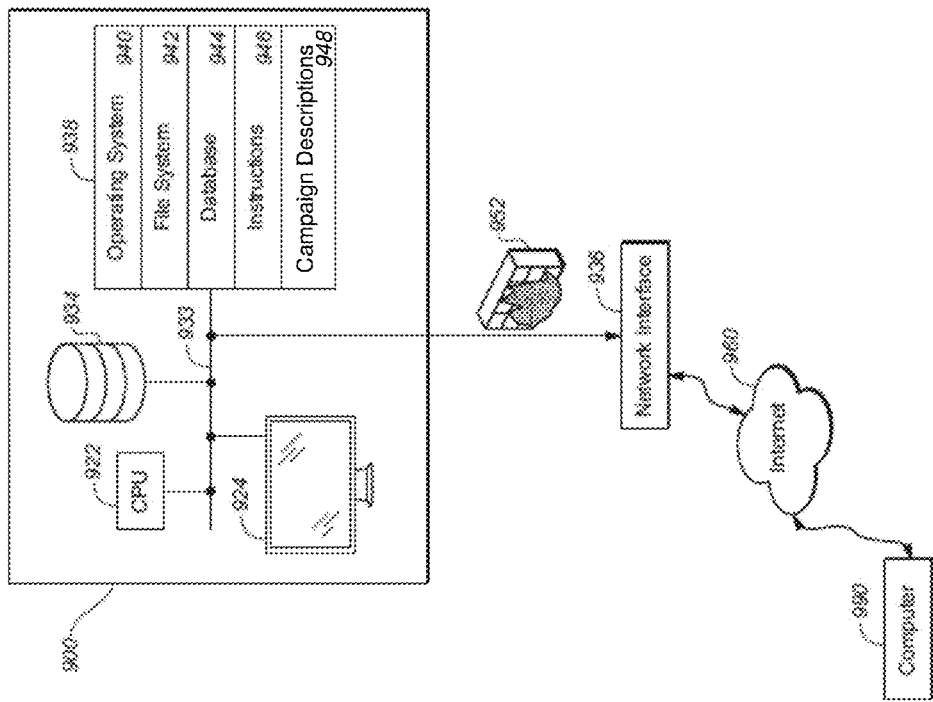 900
CPU
922
924
934
933
938
Operating System 940
File System 942
Database 944
Instructions 946
Campaign Descriptions
948
952
Network Interface
936
Internet
960
Computer
990